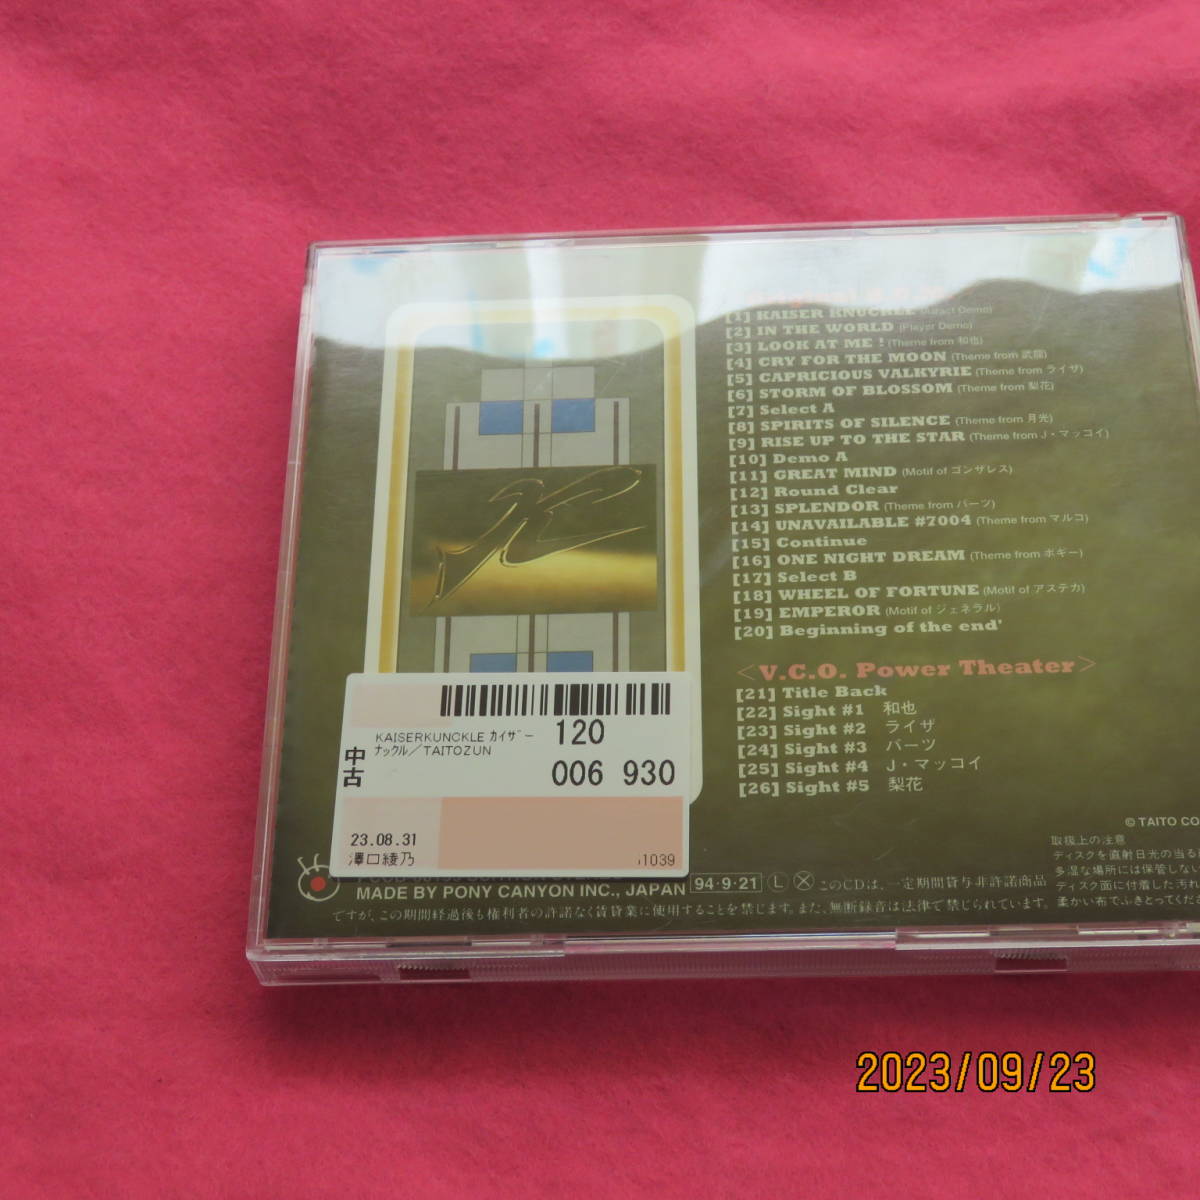 [1] KAISER KNUCKLE (Attract Demo)
[2] IN THE WORLD (Player Demo)
[3] LOOK AT ME ! (Theme from 和也)
[4] CRY FOR THE MOON (Theme from 武龍)
[5] CAPRICIOUS VALKYRIE (Theme from ライザ)
[6] STORM OF BLOSSOM (Theme from 梨花)
[7] Select A
[8] SPIRITS OF SILENCE (Theme from 月光)
[9] RISE UP TO THE STAR (Theme from J・マッコイ)
[10] Demo A
[11] GREAT MIND (Motif of ゴンザレス)
[12] Round Clear
[13] SPLENDOR (Theme from バーツ)
[14] UNAVAILABLE #7004 (Theme from マルコ)
[15] Continue
[16] ONE NIGHT DREAM (Theme from ボギー)
[17] Select B
[18] WHEEL OF FORTUNE (Motif of アステカ)
[19] EMPEROR (Motif of ジェネラル)
[20] Beginning of the end'
<V.C.O. Power Theater>
[21] Title Back
[22] Sight #1 和也
[23] Sight #2 ライザ
[24] Sight #3 バーツ
[25] Sight #4 J・マッコイ
[26] Sight #5 梨花
中古
KAISERKUNCKLE カイザー
ナックル／TAITOZUN
120
006 930
23.08.31
澤口綾乃
i1039
MADE BY PONY CANYON INC., JAPAN 94・9・21 L X このCDは、一定期間貸与非許諾商品
ですが、この期間経過後も権利者の許諾なく賃貸業に使用することを禁じます。また、無断録音は法律で禁じられています。
© TAITO CO
取扱上の注意
ディスクを直射日光の当る
多湿な場所には保管しない
ディスク面に付着した汚れ
柔かい布でふきとってくださ
2023/09/23